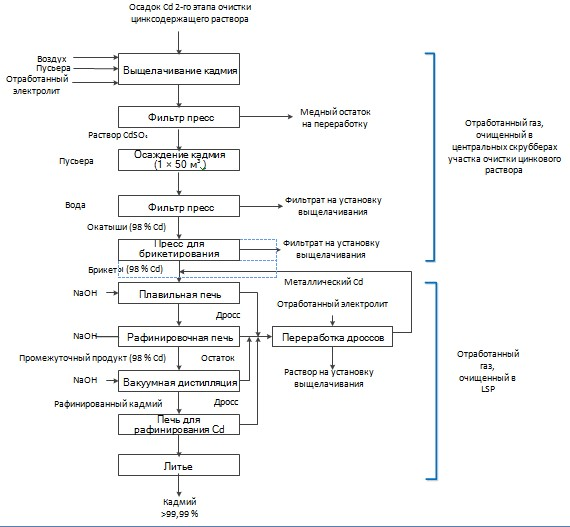 Осадок Cd 2-го этапа очистки
цинксодержащего раствора
Воздух
Пусьера
Отработанный
электролит
Выщелачивание кадмия
Фильтр пресс
Медный остаток
на переработку
Раствор CdSO₄
Пусьера
Осаждение кадмия
(1 × 50 м³.)
Вода
Фильтр пресс
Фильтрат на установку
выщелачивания
Окатыши (98 % Cd)
Пресс для
брикетирования
Фильтрат на установку
выщелачивания
Брикеты (98 % Cd)
Отработанный газ,
очищенный в
центральных скрубберах
участка очистки цинкового
раствора
Металлический Cd
NaOH
Плавильная печь
Отработанный электролит
Дросс
NaOH
Рафинировочная печь
Переработка дроссов
Промежуточный продукт (98 % Cd)
Остаток
NaOH
Вакуумная дистилляция
Раствор на установку
выщелачивания
Рафинированный кадмий
Дросс
Печь для
рафинирования Cd
Отработанный
газ,
очищенный в
LSP
Литье
Кадмий
>99,99 %